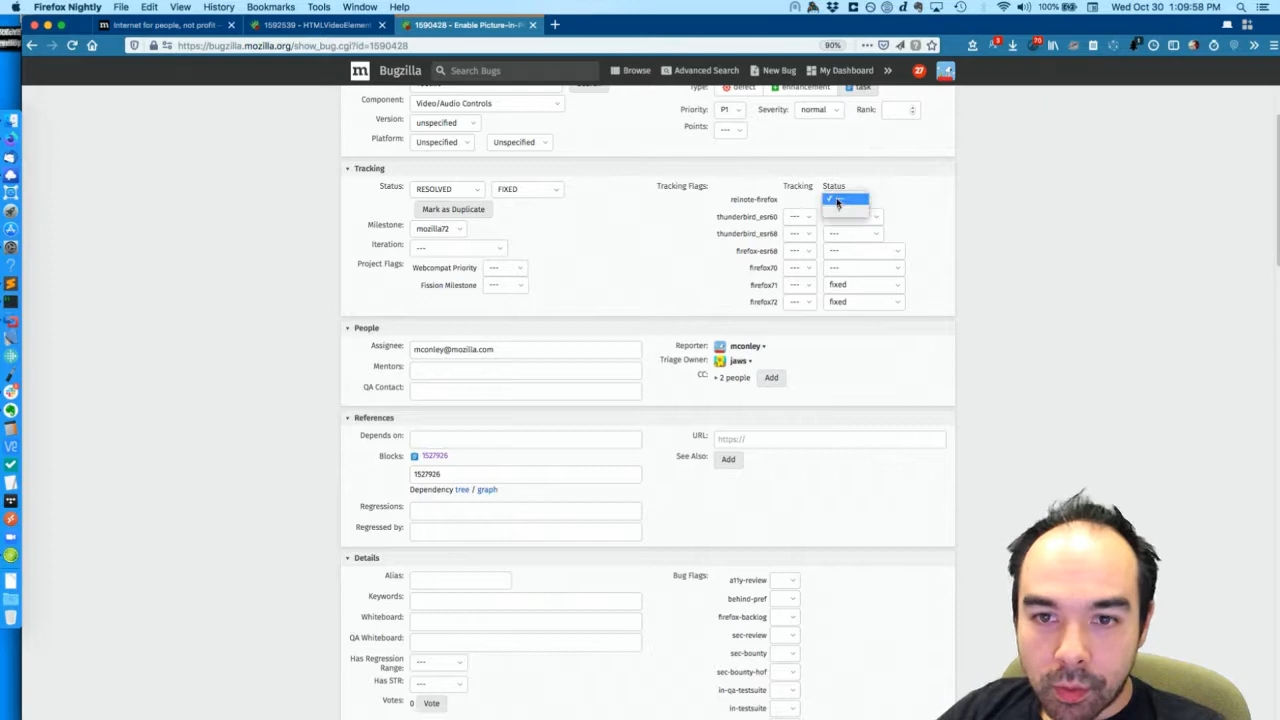 Firefox Nightly File Edit View History Bookmarks Tools Window Help 100% 1:09:58 PM
Internet for people, not profit – 1592539 - HTMLVideoElement 1590428 - Enable Picture-in-P
https://bugzilla.mozilla.org/show_bug.cgi?id=1590428 90%
Bugzilla Search Bugs Browse Advanced Search New Bug My Dashboard 27
Type: defect enhancement task
Component: Video/Audio Controls Priority: P1 Severity: normal Rank:
Version: unspecified Points: ---
Platform: Unspecified Unspecified
Tracking
Status: RESOLVED FIXED Tracking Flags: Tracking Status
Mark as Duplicate relnote-firefox
Milestone: mozilla72 thunderbird_esr60 ---
Iteration: --- thunderbird_esr68 --- ---
Project Flags: Webcompat Priority --- firefox-esr68 --- ---
Fission Milestone --- firefox70 --- ---
firefox71 --- fixed
firefox72 --- fixed
People
Assignee: mconley@mozilla.com Reporter: mconley
Mentors: Triage Owner: jaws
QA Contact: CC: 2 people Add
References
Depends on: URL: https://
Blocks: 1527926 See Also: Add
1527926
Dependency tree / graph
Regressions:
Regressed by:
Details
Alias: Bug Flags: a11y-review
Keywords: behind-pref
Whiteboard: firefox-backlog
QA Whiteboard: sec-review
Has Regression Range: --- sec-bounty
Has STR: --- sec-bounty-hof
Votes: 0 Vote in-qa-testsuite
in-testsuite